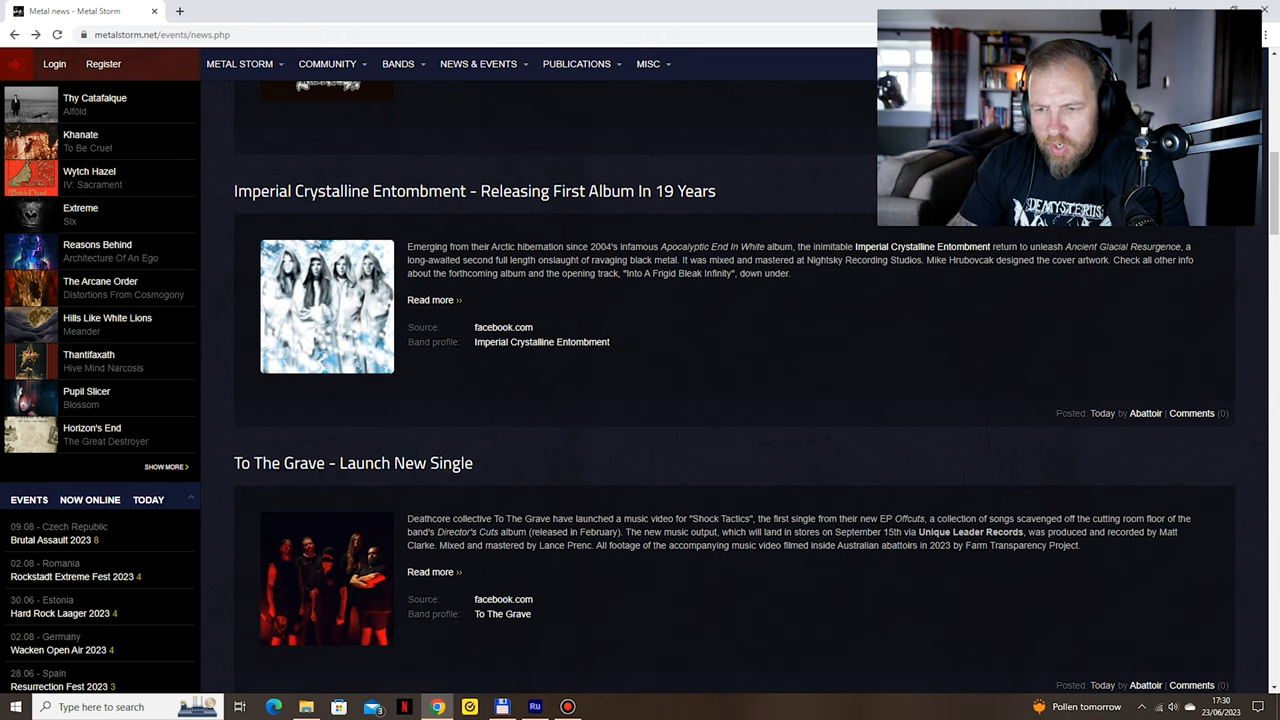 Metal news - Metal Storm
metalstorm.net/events/news.php
Login Register METAL STORM COMMUNITY BANDS NEWS & EVENTS PUBLICATIONS MISC
Thy Catafalque
Alföld
Khanate
To Be Cruel
Wytch Hazel
IV: Sacrament
Extreme
Six
Reasons Behind
Architecture Of An Ego
The Arcane Order
Distortions From Cosmogony
Hills Like White Lions
Meander
Thantifaxath
Hive Mind Narcosis
Pupil Slicer
Blossom
Horizon's End
The Great Destroyer
SHOW MORE >
EVENTS NOW ONLINE TODAY
09.08 - Czech Republic
Brutal Assault 2023 8
02.08 - Romania
Rockstadt Extreme Fest 2023 4
30.06 - Estonia
Hard Rock Laager 2023 4
02.08 - Germany
Wacken Open Air 2023 4
28.06 - Spain
Resurrection Fest 2023 3
Imperial Crystalline Entombment - Releasing First Album In 19 Years
Emerging from their Arctic hibernation since 2004's infamous Apocalyptic End In White album, the inimitable Imperial Crystalline Entombment return to unleash Ancient Glacial Resurgence, a
long-awaited second full length onslaught of ravaging black metal. It was mixed and mastered at Nightsky Recording Studios. Mike Hrubovcak designed the cover artwork. Check all other info
about the forthcoming album and the opening track, "Into A Frigid Bleak Infinity", down under.
Read more ››
Source: facebook.com
Band profile: Imperial Crystalline Entombment
Posted: Today by Abattoir | Comments (0)
To The Grave - Launch New Single
Deathcore collective To The Grave have launched a music video for "Shock Tactics", the first single from their new EP Offcuts, a collection of songs scavenged off the cutting room floor of the
band's Director's Cuts album (released in February). The new music output, which will land in stores on September 15th via Unique Leader Records, was produced and recorded by Matt
Clarke. Mixed and mastered by Lance Prenc. All footage of the accompanying music video filmed inside Australian abattoirs in 2023 by Farm Transparency Project.
Read more ››
Source: facebook.com
Band profile: To The Grave
Posted: Today by Abattoir | Comments (0)
DEMYSTERIIS
Type here to search
Ru
Pollen tomorrow
17:30
23/06/2023